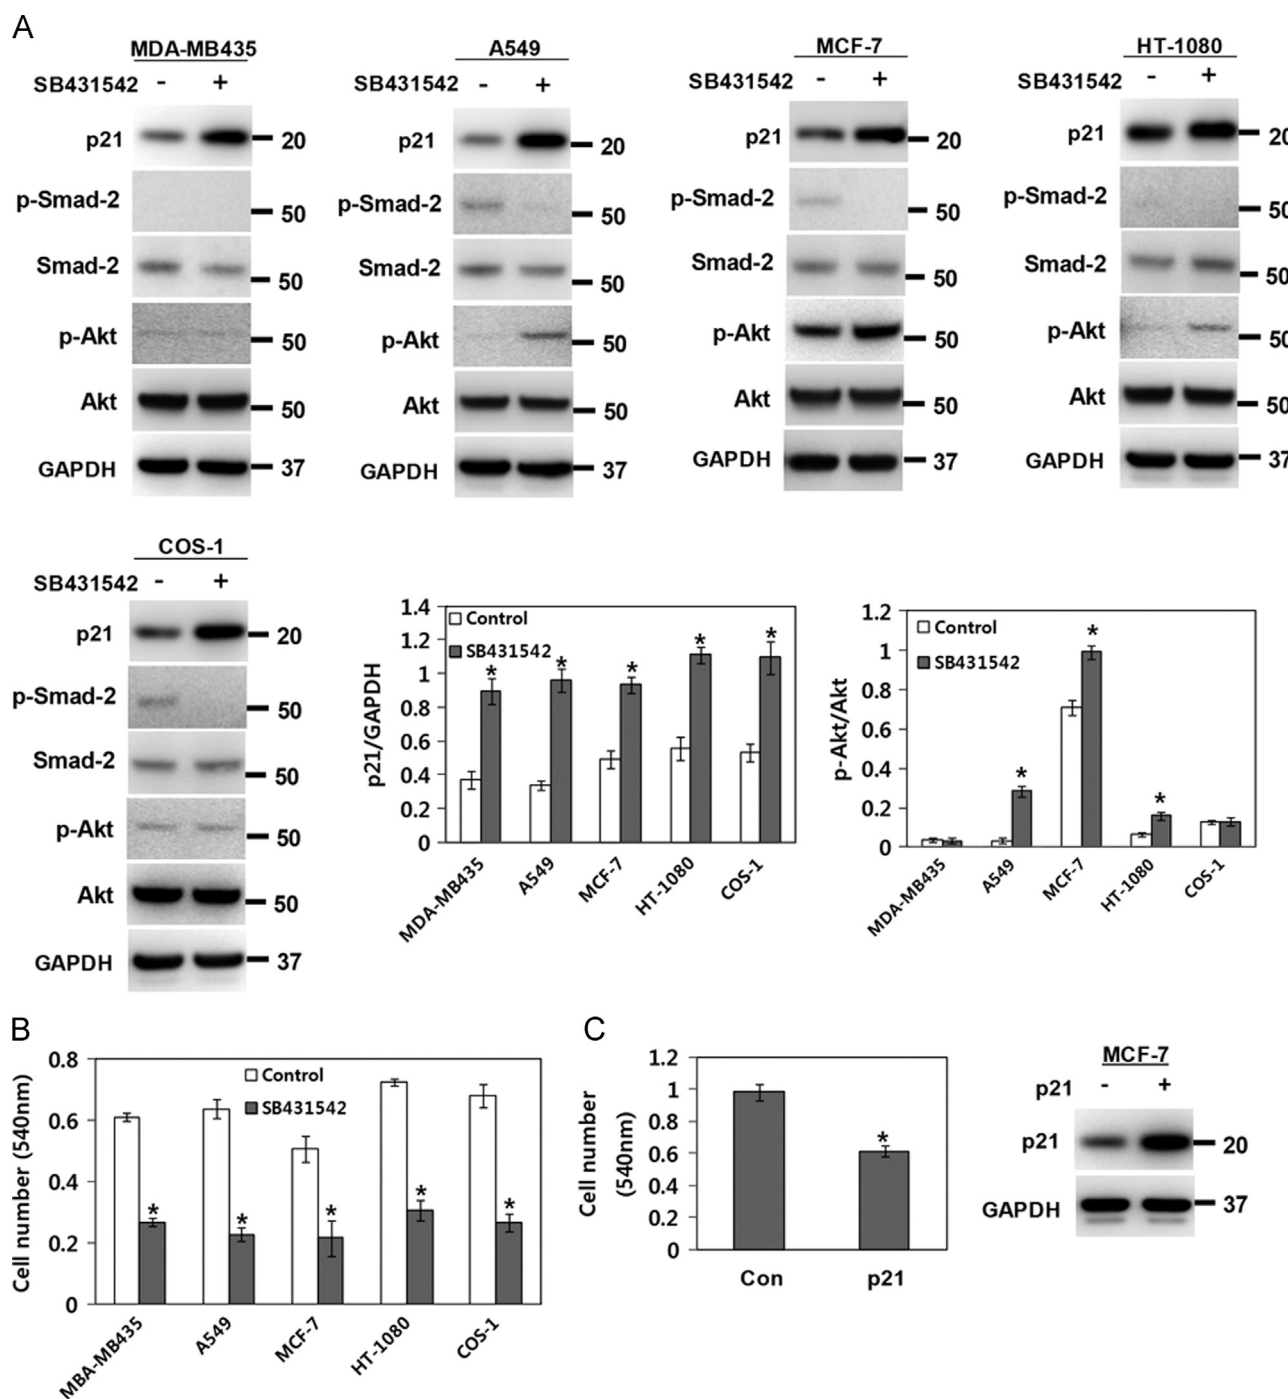 A
MDA-MB435
SB431542 - +
p21 20
p-Smad-2 50
Smad-2 50
p-Akt 50
Akt 50
GAPDH 37
A549
SB431542 - +
p21 20
p-Smad-2 50
Smad-2 50
p-Akt 50
Akt 50
GAPDH 37
MCF-7
SB431542 - +
p21 20
p-Smad-2 50
Smad-2 50
p-Akt 50
Akt 50
GAPDH 37
HT-1080
SB431542 - +
p21 20
p-Smad-2 50
Smad-2 50
p-Akt 50
Akt 50
GAPDH 37
COS-1
SB431542 - +
p21 20
p-Smad-2 50
Smad-2 50
p-Akt 50
Akt 50
GAPDH 37
p21/GAPDH
1.4
1.2
1
0.8
0.6
0.4
0.2
0
Control
SB431542
* * * * *
MDA-MB435
A549
MCF-7
HT-1080
COS-1
p-Akt/Akt
1.2
1
0.8
0.6
0.4
0.2
0
Control
SB431542
* * *
MDA-MB435
A549
MCF-7
HT-1080
COS-1
B
Cell number (540nm)
0.8
0.6
0.4
0.2
0
Control
SB431542
* * * * *
MBA-MB435
A549
MCF-7
HT-1080
COS-1
C
Cell number
(540nm)
1.2
1
0.8
0.6
0.4
0.2
0
*
Con p21
MCF-7
p21 - +
p21 20
GAPDH 37